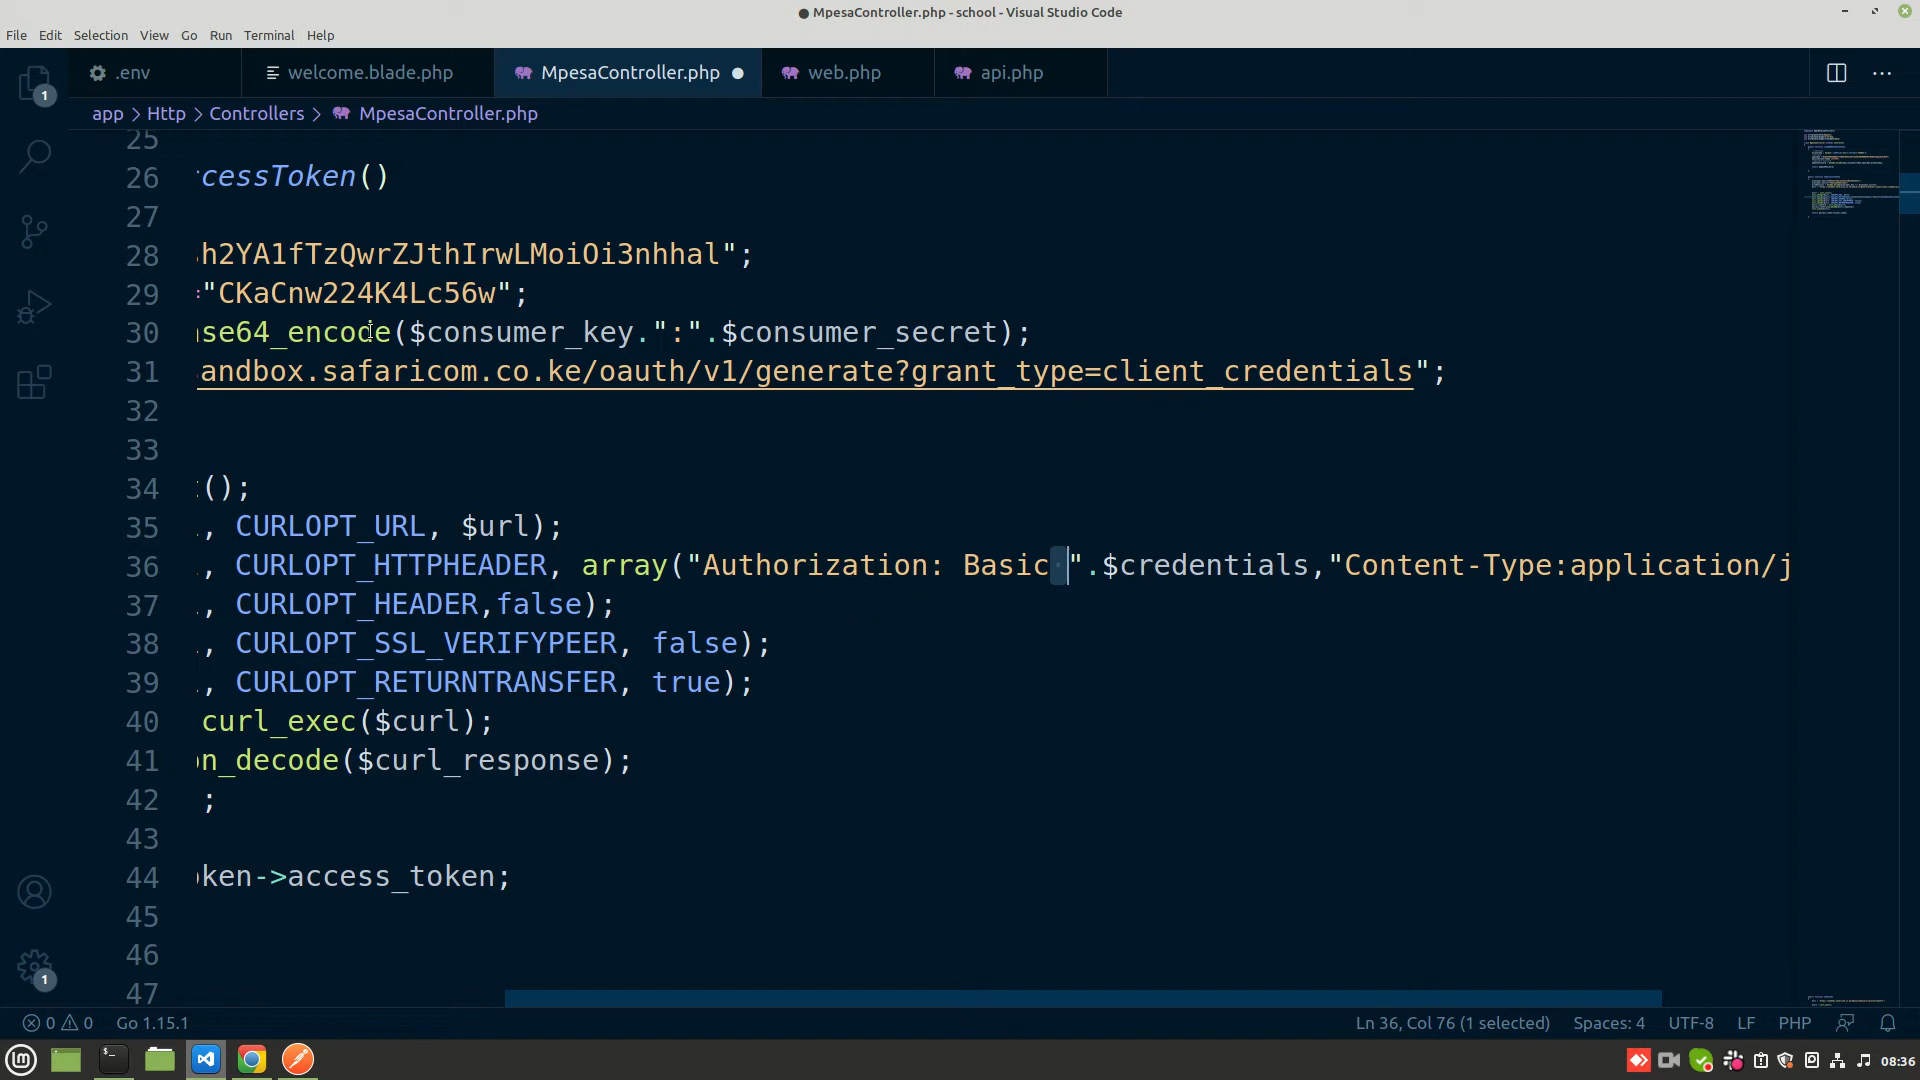 MpesaController.php - school - Visual Studio Code
File Edit Selection View Go Run Terminal Help
.env welcome.blade.php MpesaController.php web.php api.php
1
app > Http > Controllers > MpesaController.php
25
26 cessToken()
27
28 h2YA1fTzQwrZJthIrwLMoiOi3nhhal";
29 ="CKaCnw224K4Lc56w";
30 ase64_encode($consumer_key.":".$consumer_secret);
31 andbox.safaricom.co.ke/oauth/v1/generate?grant_type=client_credentials";
32
33
34 ();
35 , CURLOPT_URL, $url);
36 , CURLOPT_HTTPHEADER, array("Authorization: Basic ".$credentials,"Content-Type:application/j
37 , CURLOPT_HEADER,false);
38 , CURLOPT_SSL_VERIFYPEER, false);
39 , CURLOPT_RETURNTRANSFER, true);
40 curl_exec($curl);
41 on_decode($curl_response);
42 ;
43
44 oken->access_token;
45
46
47
1
0 0 Go 1.15.1 Ln 36, Col 76 (1 selected) Spaces: 4 UTF-8 LF PHP
08:36